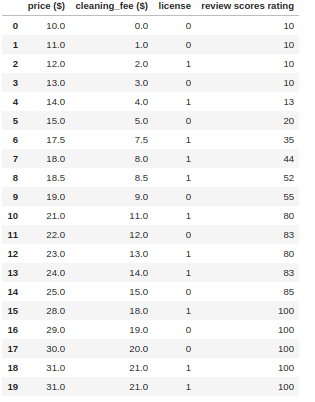 price ($) cleaning_fee ($) license review scores rating
0 10.0 0.0 0 10
1 11.0 1.0 0 10
2 12.0 2.0 1 10
3 13.0 3.0 0 10
4 14.0 4.0 1 13
5 15.0 5.0 0 20
6 17.5 7.5 1 35
7 18.0 8.0 1 44
8 18.5 8.5 1 52
9 19.0 9.0 0 55
10 21.0 11.0 1 80
11 22.0 12.0 0 83
12 23.0 13.0 1 80
13 24.0 14.0 1 83
14 25.0 15.0 0 85
15 28.0 18.0 1 100
16 29.0 19.0 0 100
17 30.0 20.0 0 100
18 31.0 21.0 1 100
19 31.0 21.0 1 100